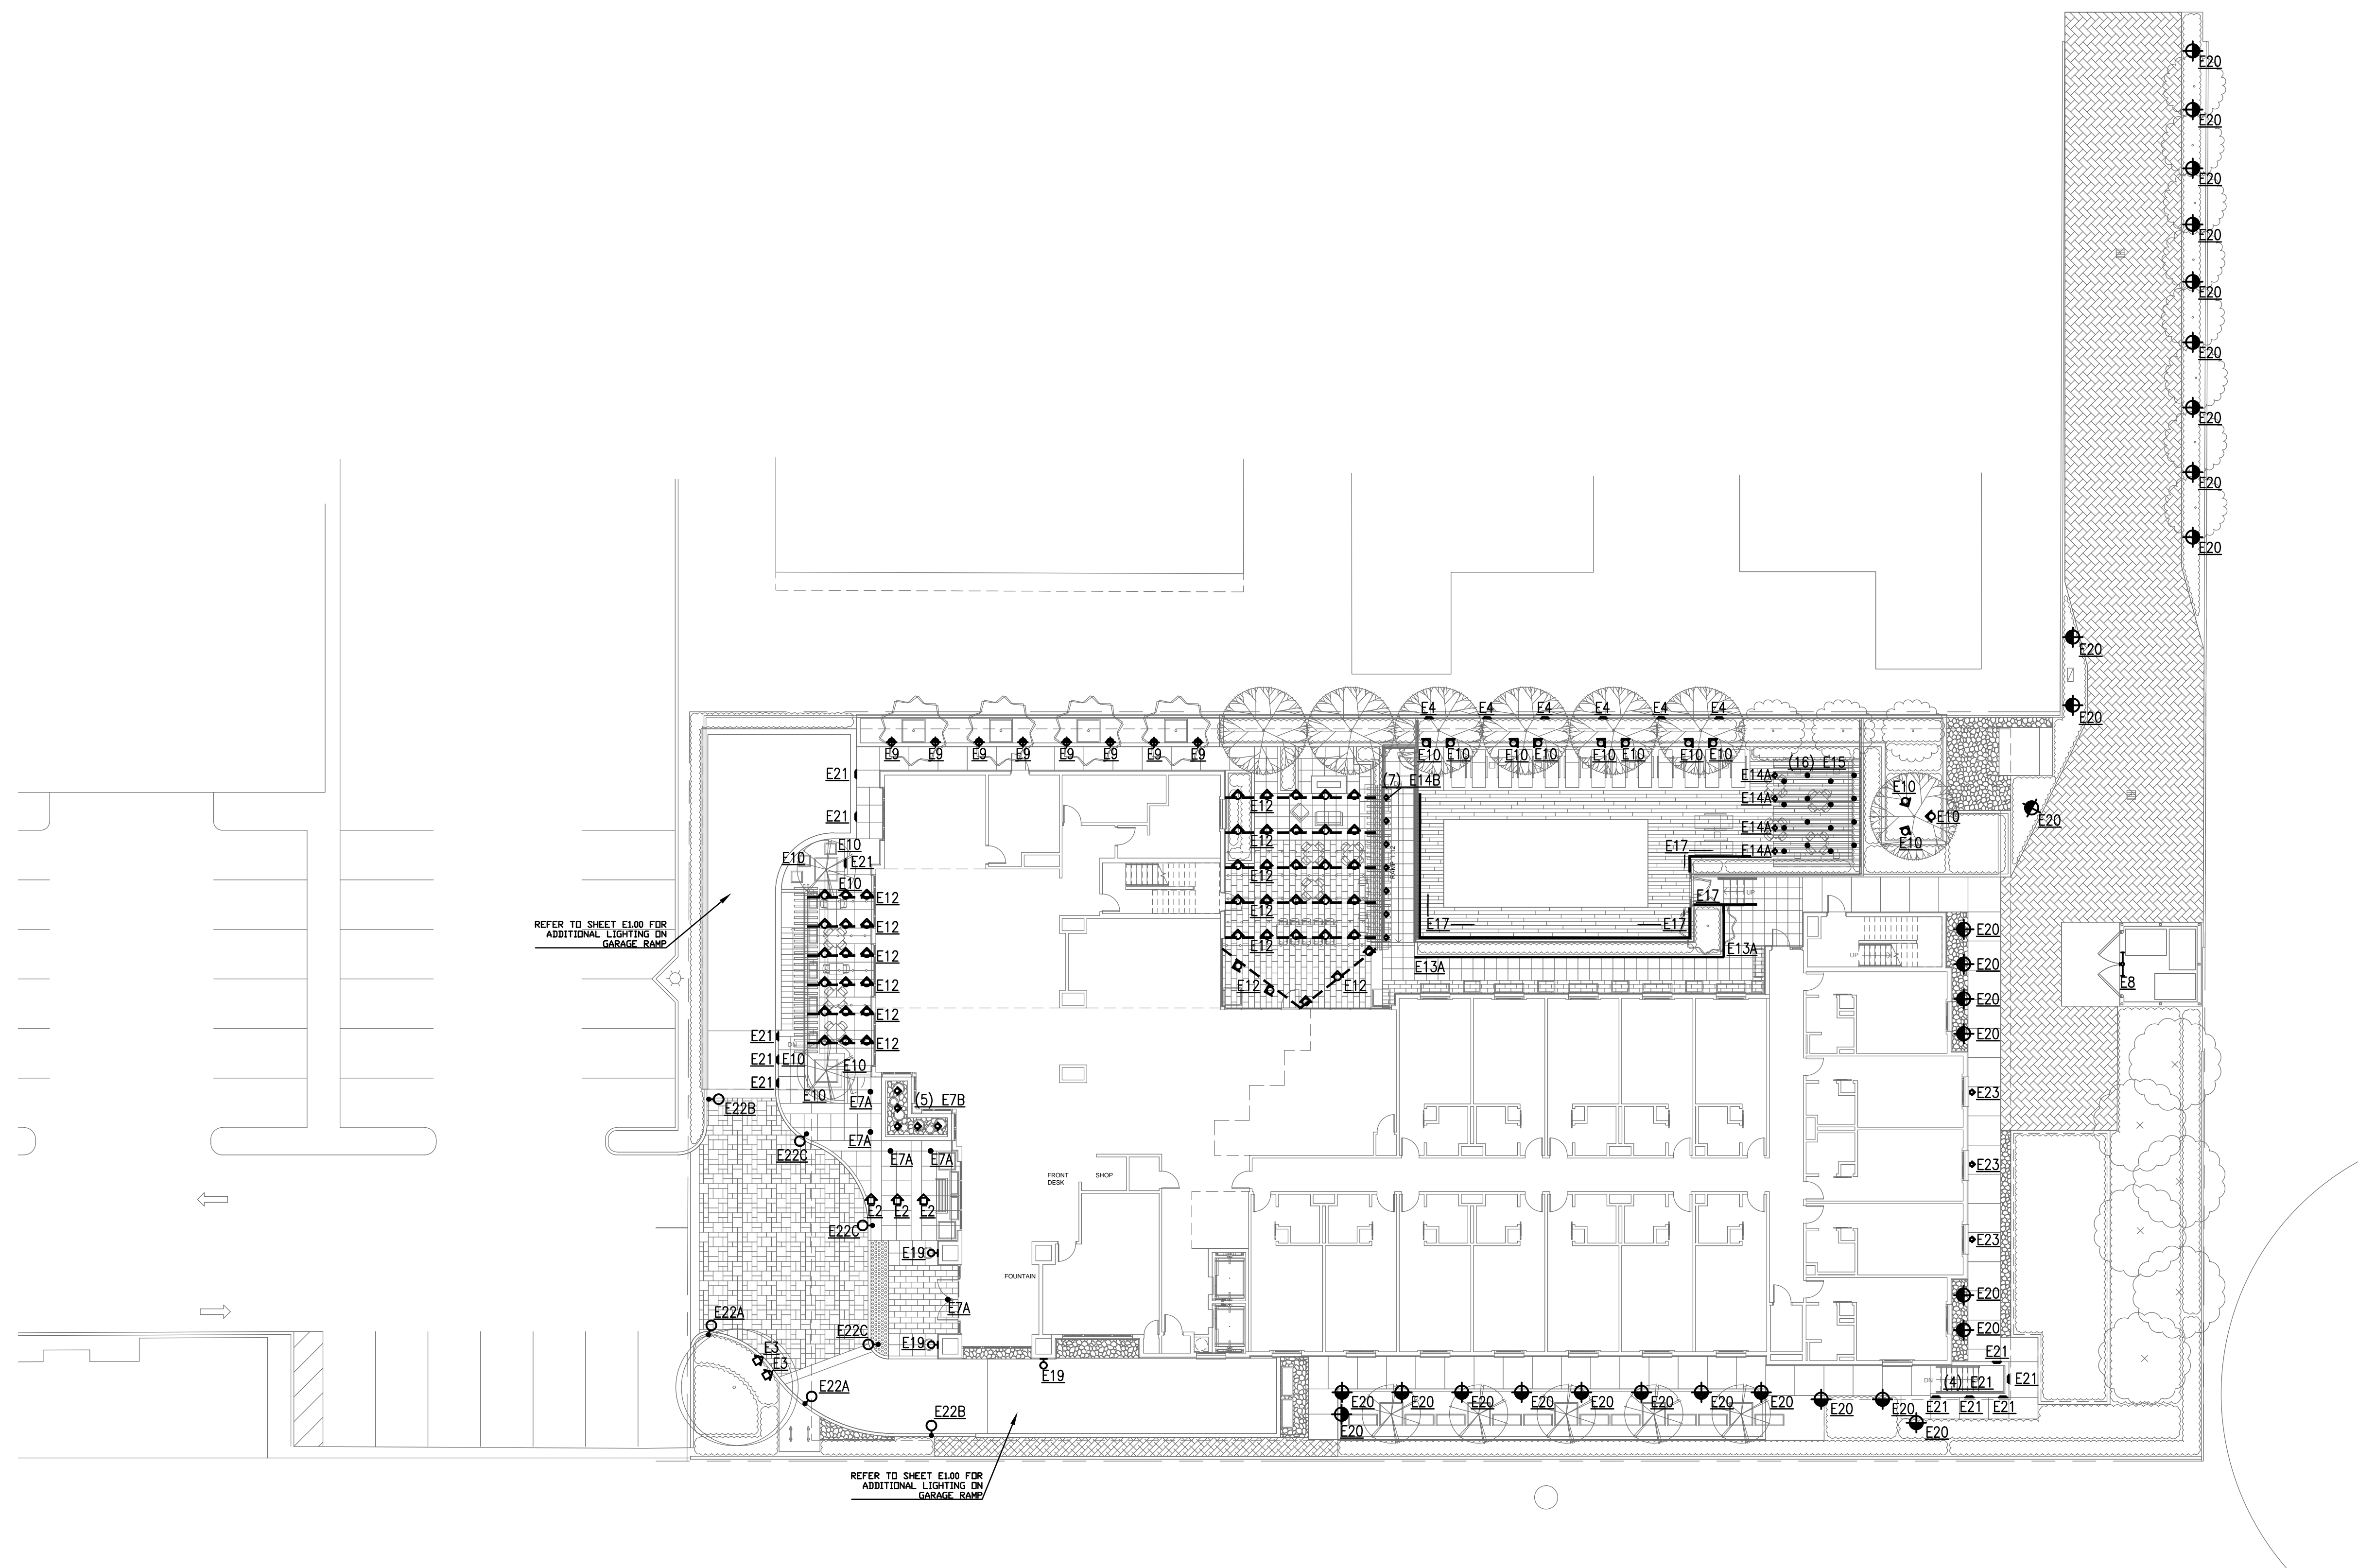 E20
E20
E20
E20
E20
E20
E20
E20
E20
E20
E20
E4 E4 E4 E4 E4 E4
E9 E9 E9 E9 E9 E9 E9 E9
E10 E10 E10 E10 E10 E10 E10 E10
E21
(7) E14B
E14A
(16) E15
E14A
E10
E12
E21
E10
E20
E14A
E10
E12
E10
E10
E21
E17
E14A
E12
E10
RAMP 1:12
E12
E17
UP
E12
E17
E17
REFER TO SHEET E1.00 FOR
ADDITIONAL LIGHTING ON
GARAGE RAMP
E12
E12
E20
E13A
E12
UP
E13A
E20
E12
E12
E12
E8
E12
E20
E21
DN
E12
E20
E21
E10
E10
E21
E10
E7A
(5) E7B
E23
E22B
E7A
E22C
E7A E7A
E23
FRONT
DESK
SHOP
E2 E2 E2
E22C
E23
E19
FOUNTAIN
E20
E22A
E7A
E22C
E19
E20
E3
E3
E19
E21
DN
(4) E21
E21
E22A
E20 E20 E20 E20 E20 E20 E20 E20 E20 E20
E21 E21 E21
E22B
E20
E20
REFER TO SHEET E1.00 FOR
ADDITIONAL LIGHTING ON
GARAGE RAMP